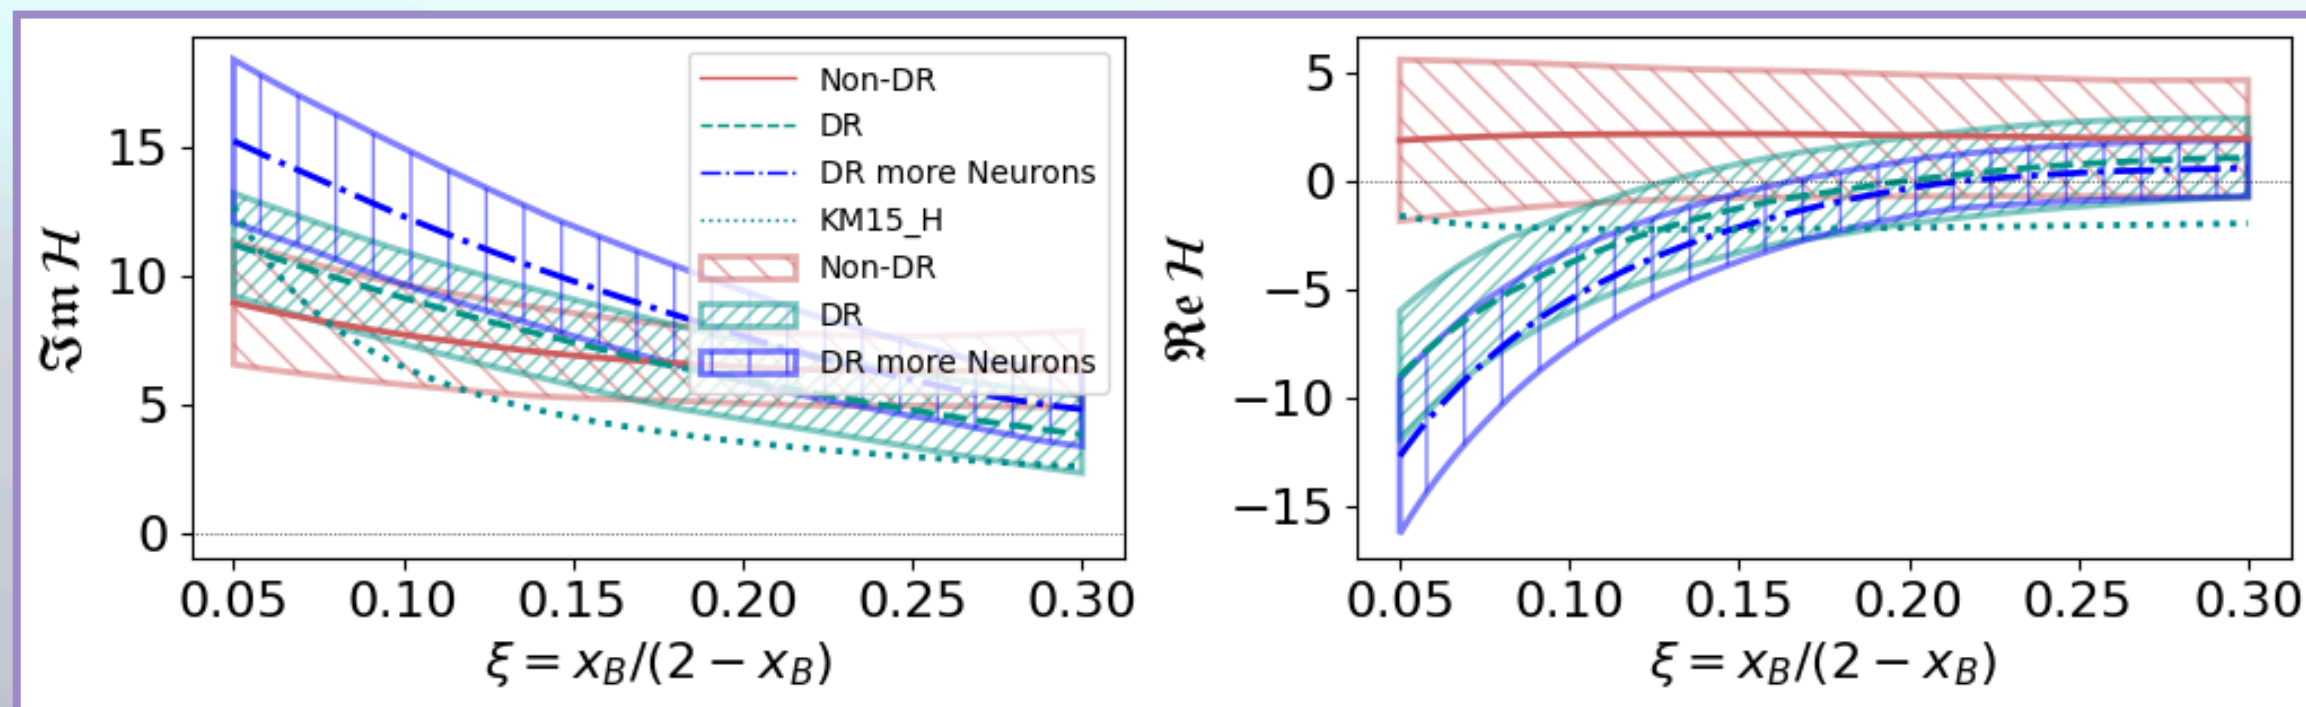 ℑm ℋ
15
10
5
0
Non-DR
DR
DR more Neurons
KM15_H
Non-DR
DR
DR more Neurons
0.05 0.10 0.15 0.20 0.25 0.30
ξ = x_B/(2 − x_B)
ℜe ℋ
5
0
−5
−10
−15
0.05 0.10 0.15 0.20 0.25 0.30
ξ = x_B/(2 − x_B)